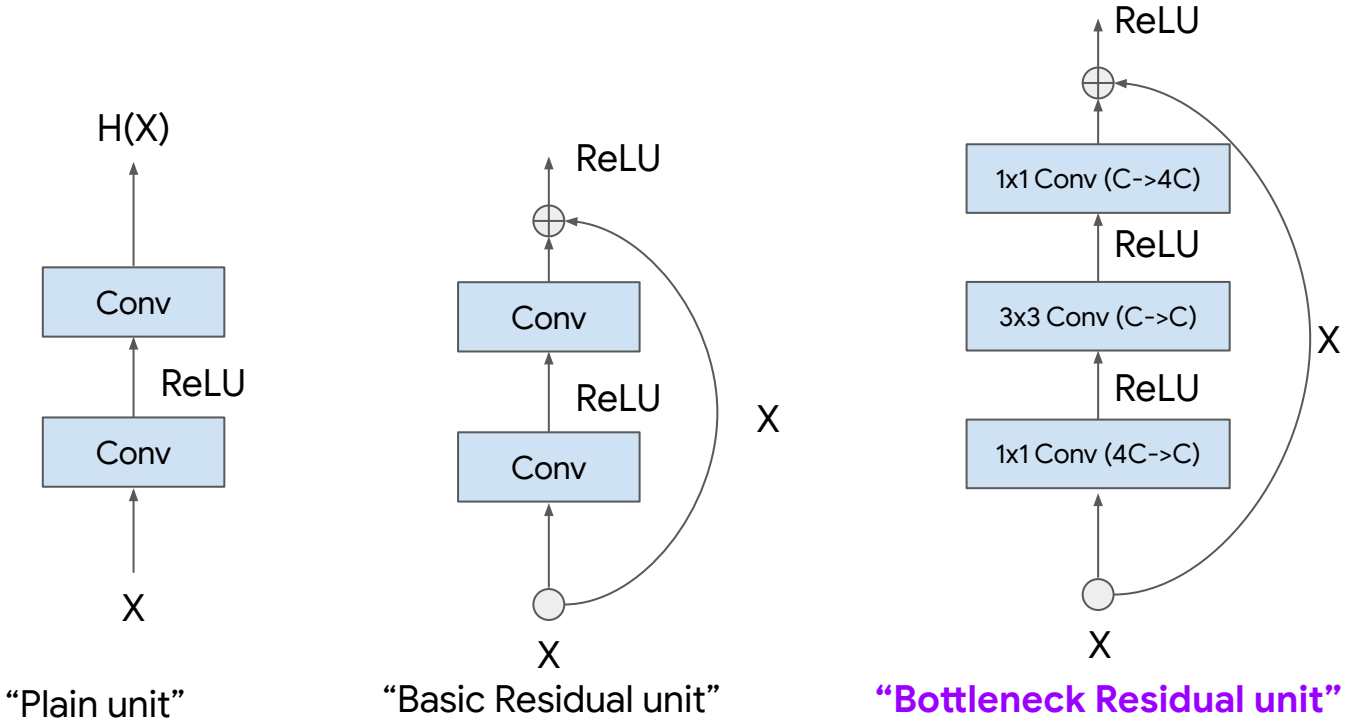 H(X)
Conv
ReLU
Conv
X
“Plain unit”
ReLU
Conv
ReLU
Conv
X
X
“Basic Residual unit”
ReLU
1x1 Conv (C->4C)
ReLU
3x3 Conv (C->C)
X
ReLU
1x1 Conv (4C->C)
X
“Bottleneck Residual unit”